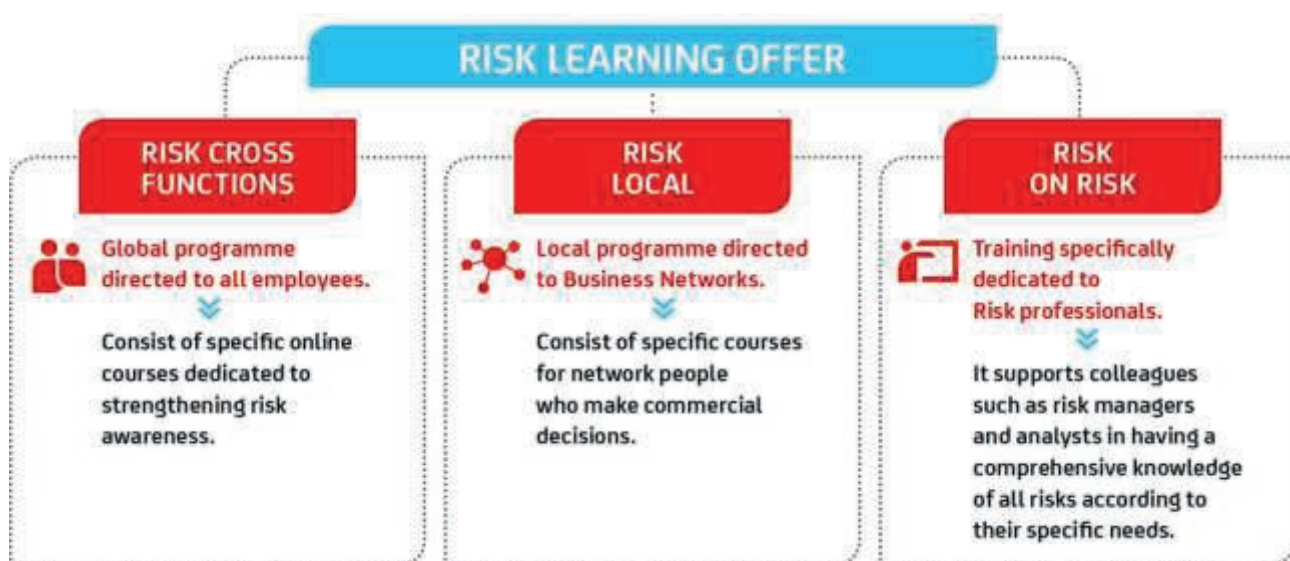 RISK LEARNING OFFER
RISK CROSS
FUNCTIONS
Global programme
directed to all employees.
Consist of specific online
courses dedicated to
strengthening risk
awareness.
RISK
LOCAL
Local programme directed
to Business Networks.
Consist of specific courses
for network people
who make commercial
decisions.
RISK
ON RISK
Training specifically
dedicated to
Risk professionals.
It supports colleagues
such as risk managers
and analysts in having a
comprehensive knowledge
of all risks according to
their specific needs.